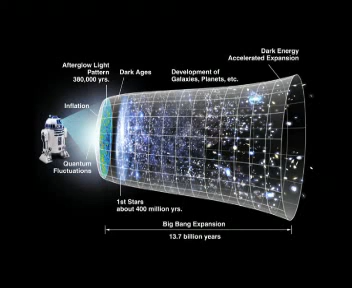 Dark Energy
Accelerated Expansion
Afterglow Light
Pattern
380,000 yrs.
Dark Ages
Development of
Galaxies, Planets, etc.
Inflation
Quantum
Fluctuations
1st Stars
about 400 million yrs.
Big Bang Expansion
13.7 billion years